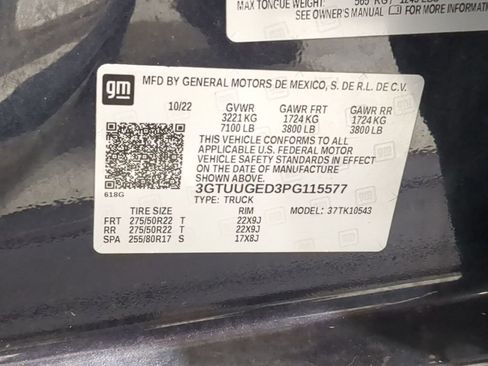 MAX TONGUE WEIGHT:
SEE OWNER'S MANUAL FOR MORE INFORMATION
gm
MFD BY GENERAL MOTORS DE MEXICO, S. DE R.L. DE C.V.
10/22 GVWR GAWR FRT GAWR RR
3221 KG 1724 KG 1724 KG
7100 LB 3800 LB 3800 LB
THIS VEHICLE CONFORMS TO ALL
APPLICABLE U.S. FEDERAL MOTOR
VEHICLE SAFETY STANDARDS IN EFFECT
ON THE DATE OF MANUFACTURE
SHOWN ABOVE.
3GTUUGED3PG115577
618G TYPE: TRUCK
TIRE SIZE RIM MODEL: 37TK10543
FRT 275/50R22 T 22X9J
RR 275/50R22 T 22X9J
SPA 255/80R17 S 17X8J